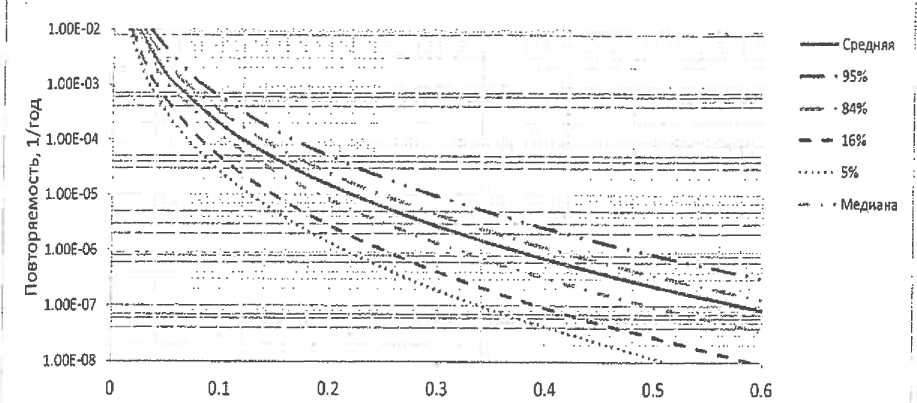 Повторяемость, 1/год
1.00E-02
1.00E-03
1.00E-04
1.00E-05
1.00E-06
1.00E-07
1.00E-08
0 0.1 0.2 0.3 0.4 0.5 0.6
Средняя
95%
84%
16%
5%
Медиана